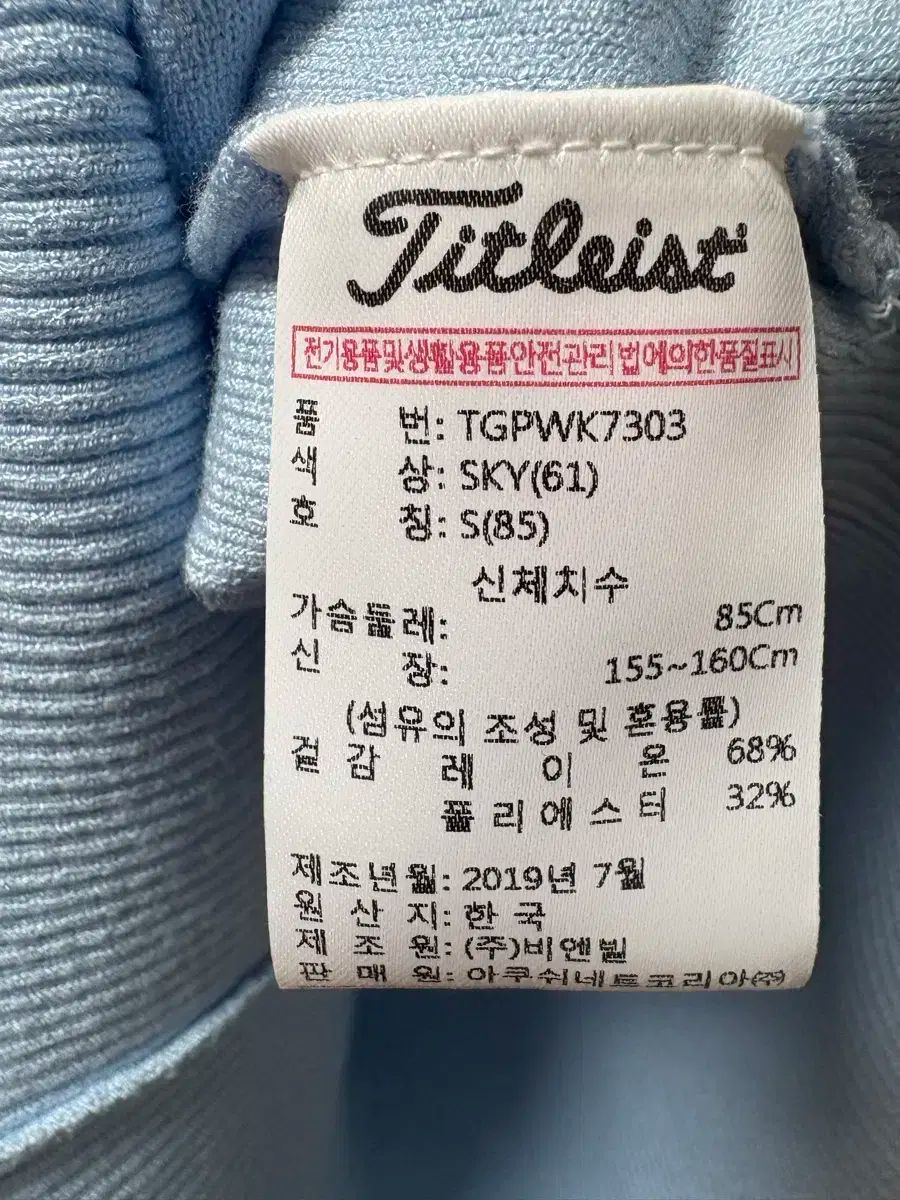 Titleist
전기용품및생활용품안전관리법에의한품질표시
품 번: TGPWK7303
색 상: SKY(61)
호 칭: S(85)
신체치수
가슴둘레: 85Cm
신 장: 155~160Cm
(섬유의 조성 및 혼용률)
겉 감 레 이 온 68%
폴 리 에 스 터 32%
제조년월: 2019년 7월
원 산 지: 한 국
제 조 원: (주)비앤빌
판 매 원: 아쿠쉬네트코리아(주)